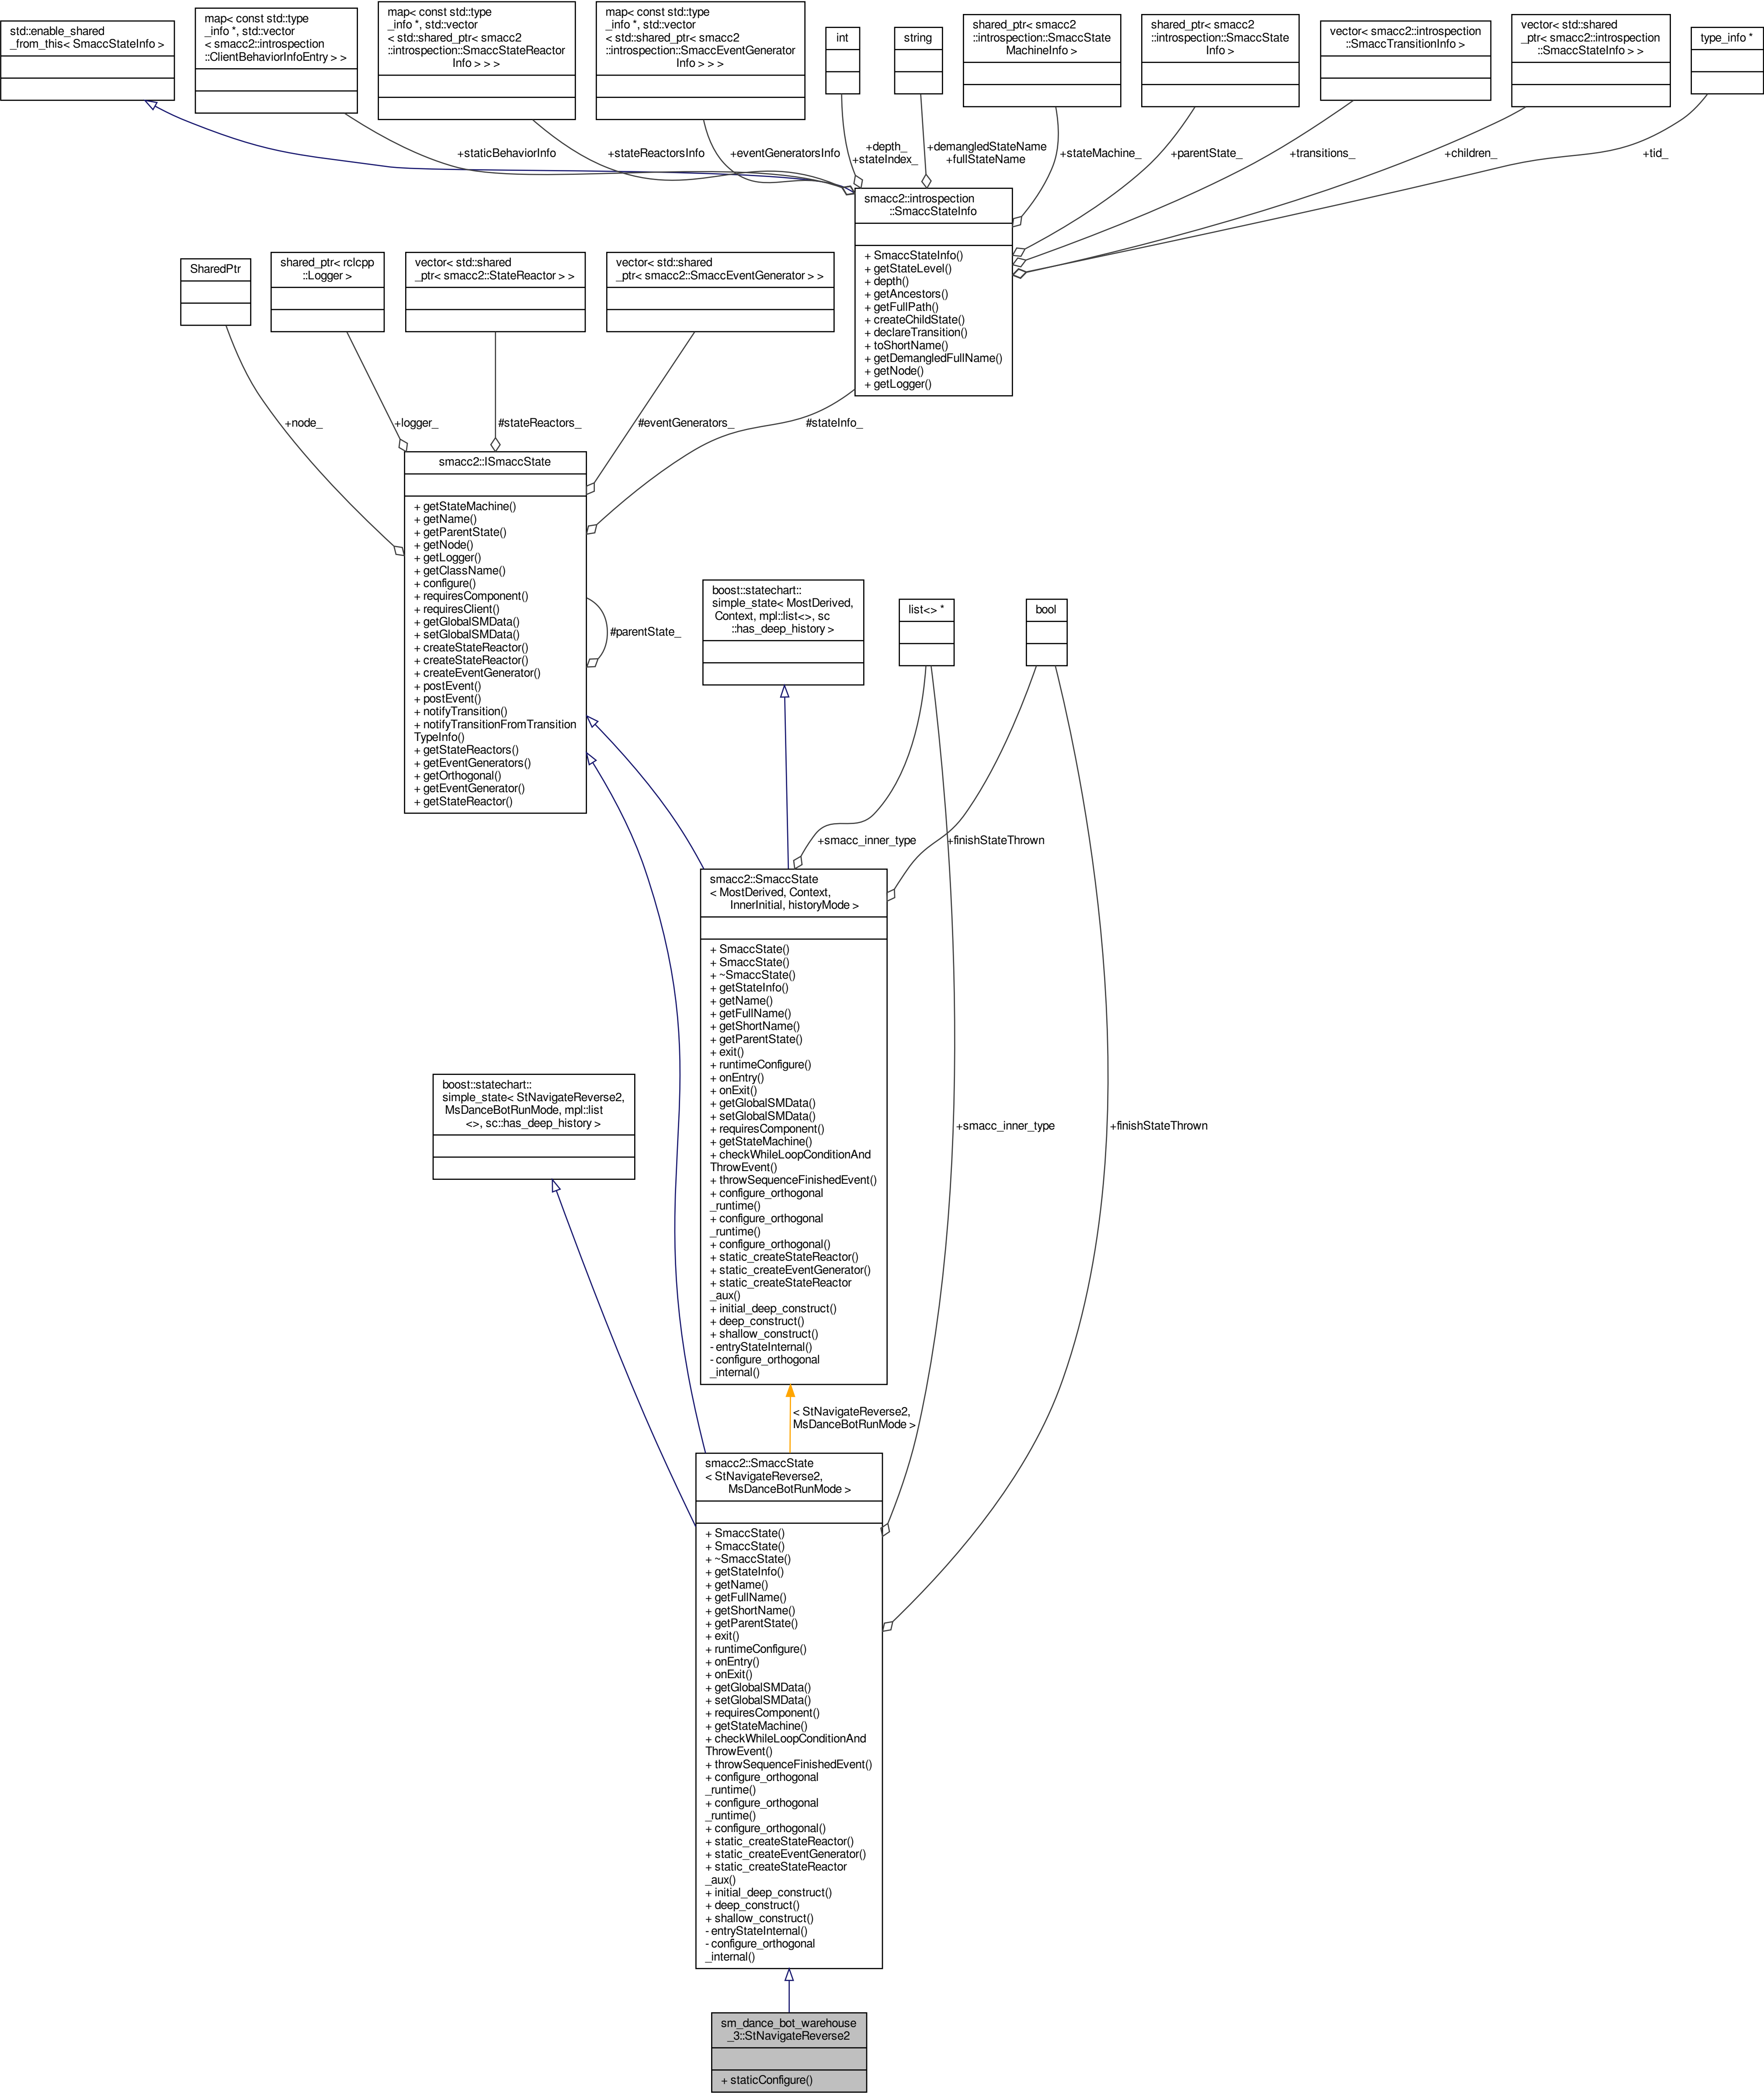 std::enable_shared
_from_this< SmaccStateInfo >
map< const std::type
_info *, std::vector
< smacc2::introspection
::ClientBehaviorInfoEntry > >
map< const std::type
_info *, std::vector
< std::shared_ptr< smacc2
::introspection::SmaccStateReactor
Info > > >
map< const std::type
_info *, std::vector
< std::shared_ptr< smacc2
::introspection::SmaccEventGenerator
Info > > >
int
string
shared_ptr< smacc2
::introspection::SmaccState
MachineInfo >
shared_ptr< smacc2
::introspection::SmaccState
Info >
vector< smacc2::introspection
::SmaccTransitionInfo >
vector< std::shared
_ptr< smacc2::introspection
::SmaccStateInfo > >
type_info *
+staticBehaviorInfo
+stateReactorsInfo
+eventGeneratorsInfo
+depth_
+stateIndex_
+demangledStateName
+fullStateName
+stateMachine_
+parentState_
+transitions_
+children_
+tid_
smacc2::introspection
::SmaccStateInfo
+ SmaccStateInfo()
+ getStateLevel()
+ depth()
+ getAncestors()
+ getFullPath()
+ createChildState()
+ declareTransition()
+ toShortName()
+ getDemangledFullName()
+ getNode()
+ getLogger()
SharedPtr
shared_ptr< rclcpp
::Logger >
vector< std::shared
_ptr< smacc2::StateReactor > >
vector< std::shared
_ptr< smacc2::SmaccEventGenerator > >
+node_
+logger_
#stateReactors_
#eventGenerators_
#stateInfo_
smacc2::ISmaccState
+ getStateMachine()
+ getName()
+ getParentState()
+ getNode()
+ getLogger()
+ getClassName()
+ configure()
+ requiresComponent()
+ requiresClient()
+ getGlobalSMData()
+ setGlobalSMData()
+ createStateReactor()
+ createStateReactor()
+ createEventGenerator()
+ postEvent()
+ postEvent()
+ notifyTransition()
+ notifyTransitionFromTransition
TypeInfo()
+ getStateReactors()
+ getEventGenerators()
+ getOrthogonal()
+ getEventGenerator()
+ getStateReactor()
#parentState_
boost::statechart::
simple_state< MostDerived,
Context, mpl::list<>, sc
::has_deep_history >
list<> *
bool
+smacc_inner_type
+finishStateThrown
smacc2::SmaccState
< MostDerived, Context,
InnerInitial, historyMode >
+ SmaccState()
+ SmaccState()
+ ~SmaccState()
+ getStateInfo()
+ getName()
+ getFullName()
+ getShortName()
+ getParentState()
+ exit()
+ runtimeConfigure()
+ onEntry()
+ onExit()
+ getGlobalSMData()
+ setGlobalSMData()
+ requiresComponent()
+ getStateMachine()
+ checkWhileLoopConditionAnd
ThrowEvent()
+ throwSequenceFinishedEvent()
+ configure_orthogonal
_runtime()
+ configure_orthogonal
_runtime()
+ configure_orthogonal()
+ static_createStateReactor()
+ static_createEventGenerator()
+ static_createStateReactor
_aux()
+ initial_deep_construct()
+ deep_construct()
+ shallow_construct()
- entryStateInternal()
- configure_orthogonal
_internal()
boost::statechart::
simple_state< StNavigateReverse2,
MsDanceBotRunMode, mpl::list
<>, sc::has_deep_history >
+smacc_inner_type
+finishStateThrown
< StNavigateReverse2,
MsDanceBotRunMode >
smacc2::SmaccState
< StNavigateReverse2,
MsDanceBotRunMode >
+ SmaccState()
+ SmaccState()
+ ~SmaccState()
+ getStateInfo()
+ getName()
+ getFullName()
+ getShortName()
+ getParentState()
+ exit()
+ runtimeConfigure()
+ onEntry()
+ onExit()
+ getGlobalSMData()
+ setGlobalSMData()
+ requiresComponent()
+ getStateMachine()
+ checkWhileLoopConditionAnd
ThrowEvent()
+ throwSequenceFinishedEvent()
+ configure_orthogonal
_runtime()
+ configure_orthogonal
_runtime()
+ configure_orthogonal()
+ static_createStateReactor()
+ static_createEventGenerator()
+ static_createStateReactor
_aux()
+ initial_deep_construct()
+ deep_construct()
+ shallow_construct()
- entryStateInternal()
- configure_orthogonal
_internal()
sm_dance_bot_warehouse
_3::StNavigateReverse2
+ staticConfigure()